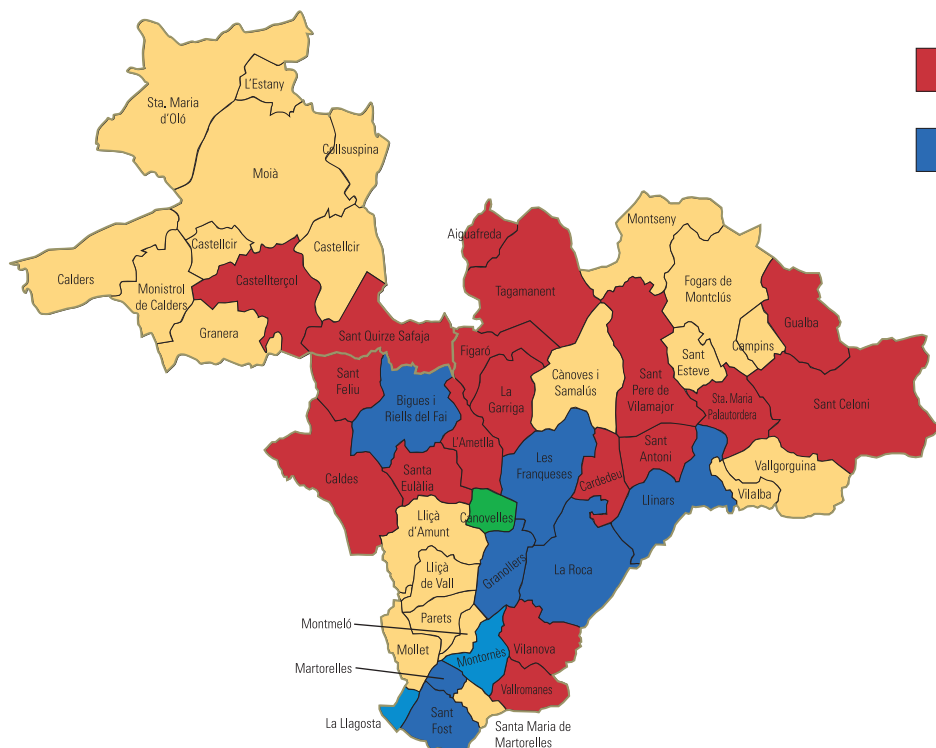 L'Estany
Sta. Maria
d'Oló
Collsuspina
Moià
Montseny
Aiguafreda
Castellcir
Castellcir
Calders
Castellterçol
Monistrol
de Calders
Tagamanent
Fogars de
Montclús
Gualba
Granera
Sant Quirze Safaja
Figaró
Campins
Sant
Esteve
Cànoves i
Samalús
Sant
Feliu
La
Garriga
Sant
Pere de
Vilamajor
Bigues i
Riells del Fai
Sta. Maria
Palautordera
Sant Celoni
L'Ametlla
Sant
Antoni
Les
Franqueses
Vallgorguina
Caldes
Santa
Eulàlia
Cardedeu
Vilalba
Llinars
Lliçà
d'Amunt
Canovelles
Lliçà
de Vall
Granollers
La Roca
Parets
Montmeló
Mollet
Vilanova
Montornès
Martorelles
Vallromanes
La Llagosta
Sant
Fost
Santa Maria de
Martorelles